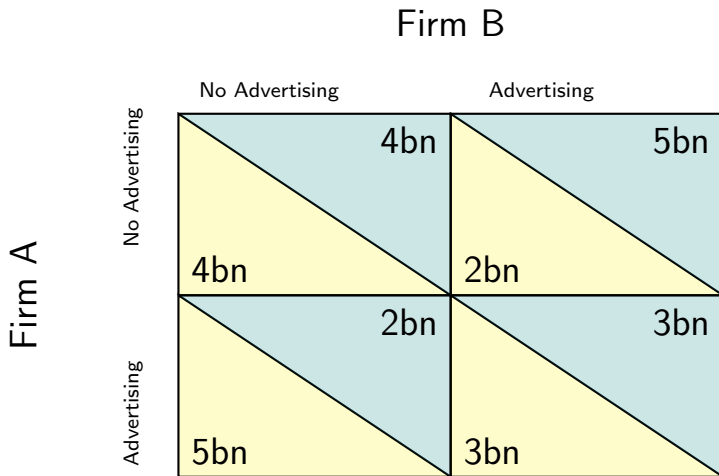 Firm B
No Advertising
Advertising
Firm A
No Advertising
4bn
5bn
4bn
2bn
Advertising
2bn
3bn
5bn
3bn